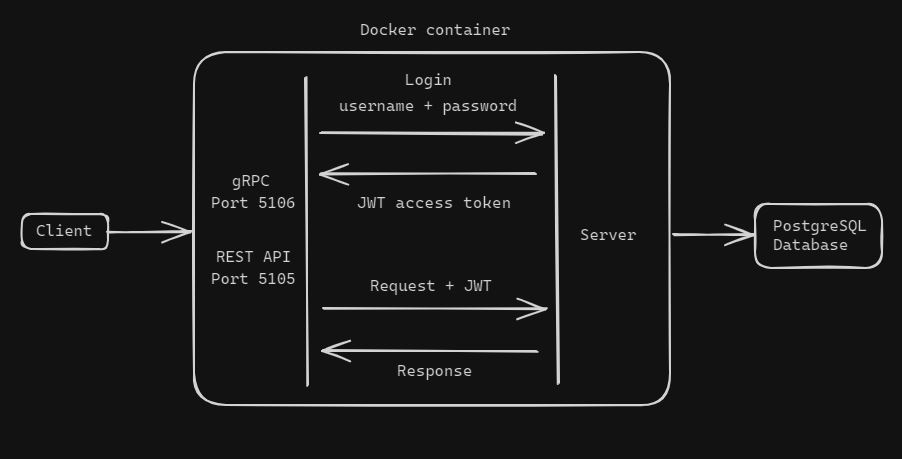 Docker container
Login
username + password
gRPC
Port 5106
JWT access token
Client
Server
PostgreSQL
Database
REST API
Port 5105
Request + JWT
Response